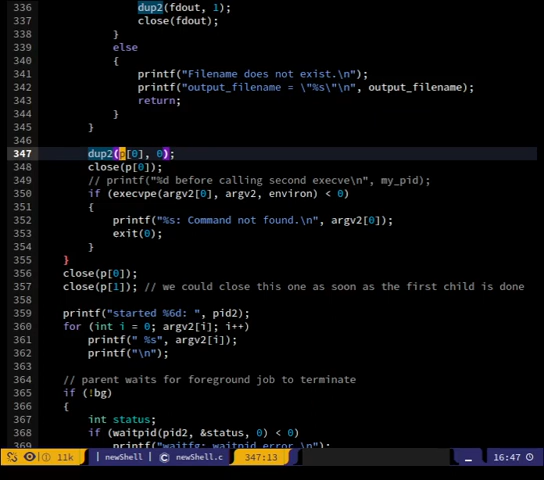 336                 dup2(fdout, 1);
337                 close(fdout);
338             }
339             else
340             {
341                 printf("Filename does not exist.\n");
342                 printf("output_filename = \"%s\"\n", output_filename);
343                 return;
344             }
345         }
346
347         dup2(p[0], 0);
348         close(p[0]);
349         // printf("%d before calling second execve\n", my_pid);
350         if (execvpe(argv2[0], argv2, environ) < 0)
351         {
352             printf("%s: Command not found.\n", argv2[0]);
353             exit(0);
354         }
355     }
356     close(p[0]);
357     close(p[1]); // we could close this one as soon as the first child is done
358
359     printf("started %6d: ", pid2);
360     for (int i = 0; argv2[i]; i++)
361         printf(" %s", argv2[i]);
362         printf("\n");
363
364     // parent waits for foreground job to terminate
365     if (!bg)
366     {
367         int status;
368         if (waitpid(pid2, &status, 0) < 0)
369             printf("waitfg: waitpid error.\n");
11k | newShell | newShell.c 347:13 16:47